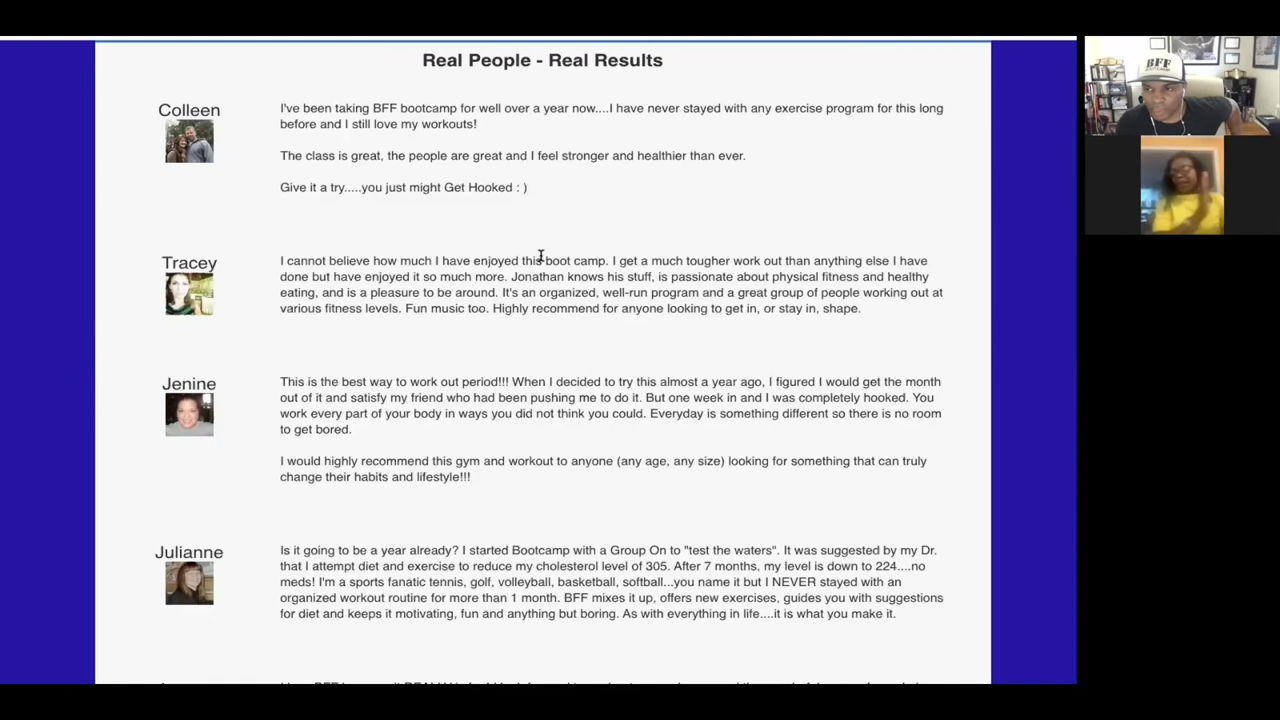 Real People - Real Results
Colleen
I've been taking BFF bootcamp for well over a year now....I have never stayed with any exercise program for this long
before and I still love my workouts!
The class is great, the people are great and I feel stronger and healthier than ever.
Give it a try.....you just might Get Hooked : )
Tracey
I cannot believe how much I have enjoyed this boot camp. I get a much tougher work out than anything else I have
done but have enjoyed it so much more. Jonathan knows his stuff, is passionate about physical fitness and healthy
eating, and is a pleasure to be around. It's an organized, well-run program and a great group of people working out at
various fitness levels. Fun music too. Highly recommend for anyone looking to get in, or stay in, shape.
Jenine
This is the best way to work out period!!! When I decided to try this almost a year ago, I figured I would get the month
out of it and satisfy my friend who had been pushing me to do it. But one week in and I was completely hooked. You
work every part of your body in ways you did not think you could. Everyday is something different so there is no room
to get bored.
I would highly recommend this gym and workout to anyone (any age, any size) looking for something that can truly
change their habits and lifestyle!!!
Julianne
Is it going to be a year already? I started Bootcamp with a Group On to "test the waters". It was suggested by my Dr.
that I attempt diet and exercise to reduce my cholesterol level of 305. After 7 months, my level is down to 224....no
meds! I'm a sports fanatic tennis, golf, volleyball, basketball, softball...you name it but I NEVER stayed with an
organized workout routine for more than 1 month. BFF mixes it up, offers new exercises, guides you with suggestions
for diet and keeps it motivating, fun and anything but boring. As with everything in life....it is what you make it.
BFF
BOOTCAMP